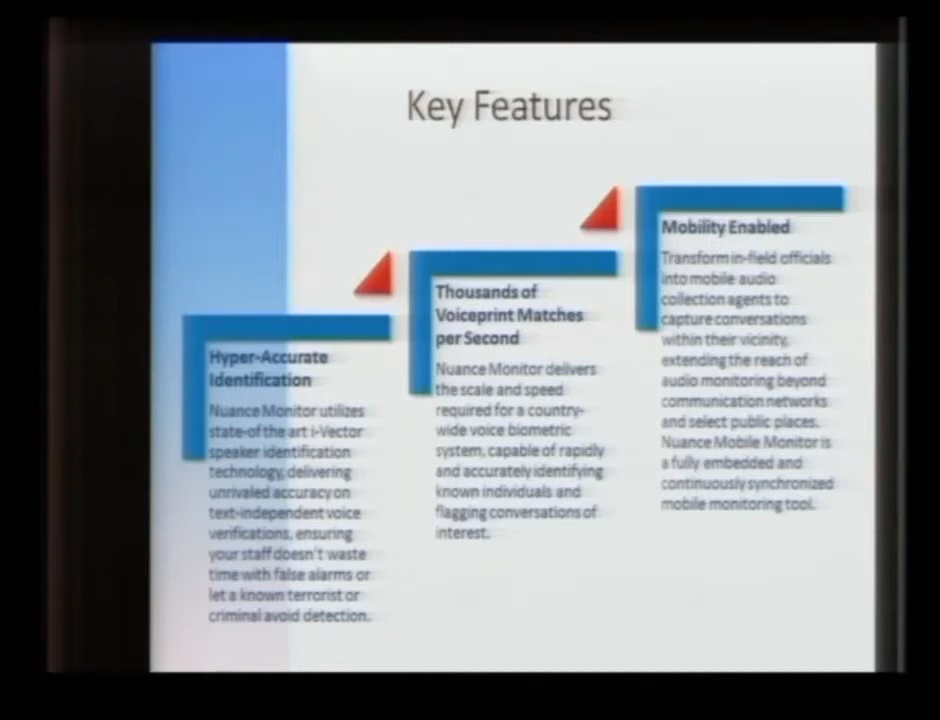 Key Features
Hyper-Accurate
Identification
Nuance Monitor utilizes
state-of the art i-Vector
speaker identification
technology, delivering
unrivaled accuracy on
text-independent voice
verifications, ensuring
your staff doesn't waste
time with false alarms or
let a known terrorist or
criminal avoid detection.
Thousands of
Voiceprint Matches
per Second
Nuance Monitor delivers
the scale and speed
required for a country-
wide voice biometric
system, capable of rapidly
and accurately identifying
known individuals and
flagging conversations of
interest.
Mobility Enabled
Transform in-field officials
into mobile audio
collection agents to
capture conversations
within their vicinity,
extending the reach of
audio monitoring beyond
communication networks
and select public places.
Nuance Mobile Monitor is
a fully embedded and
continuously synchronized
mobile monitoring tool.